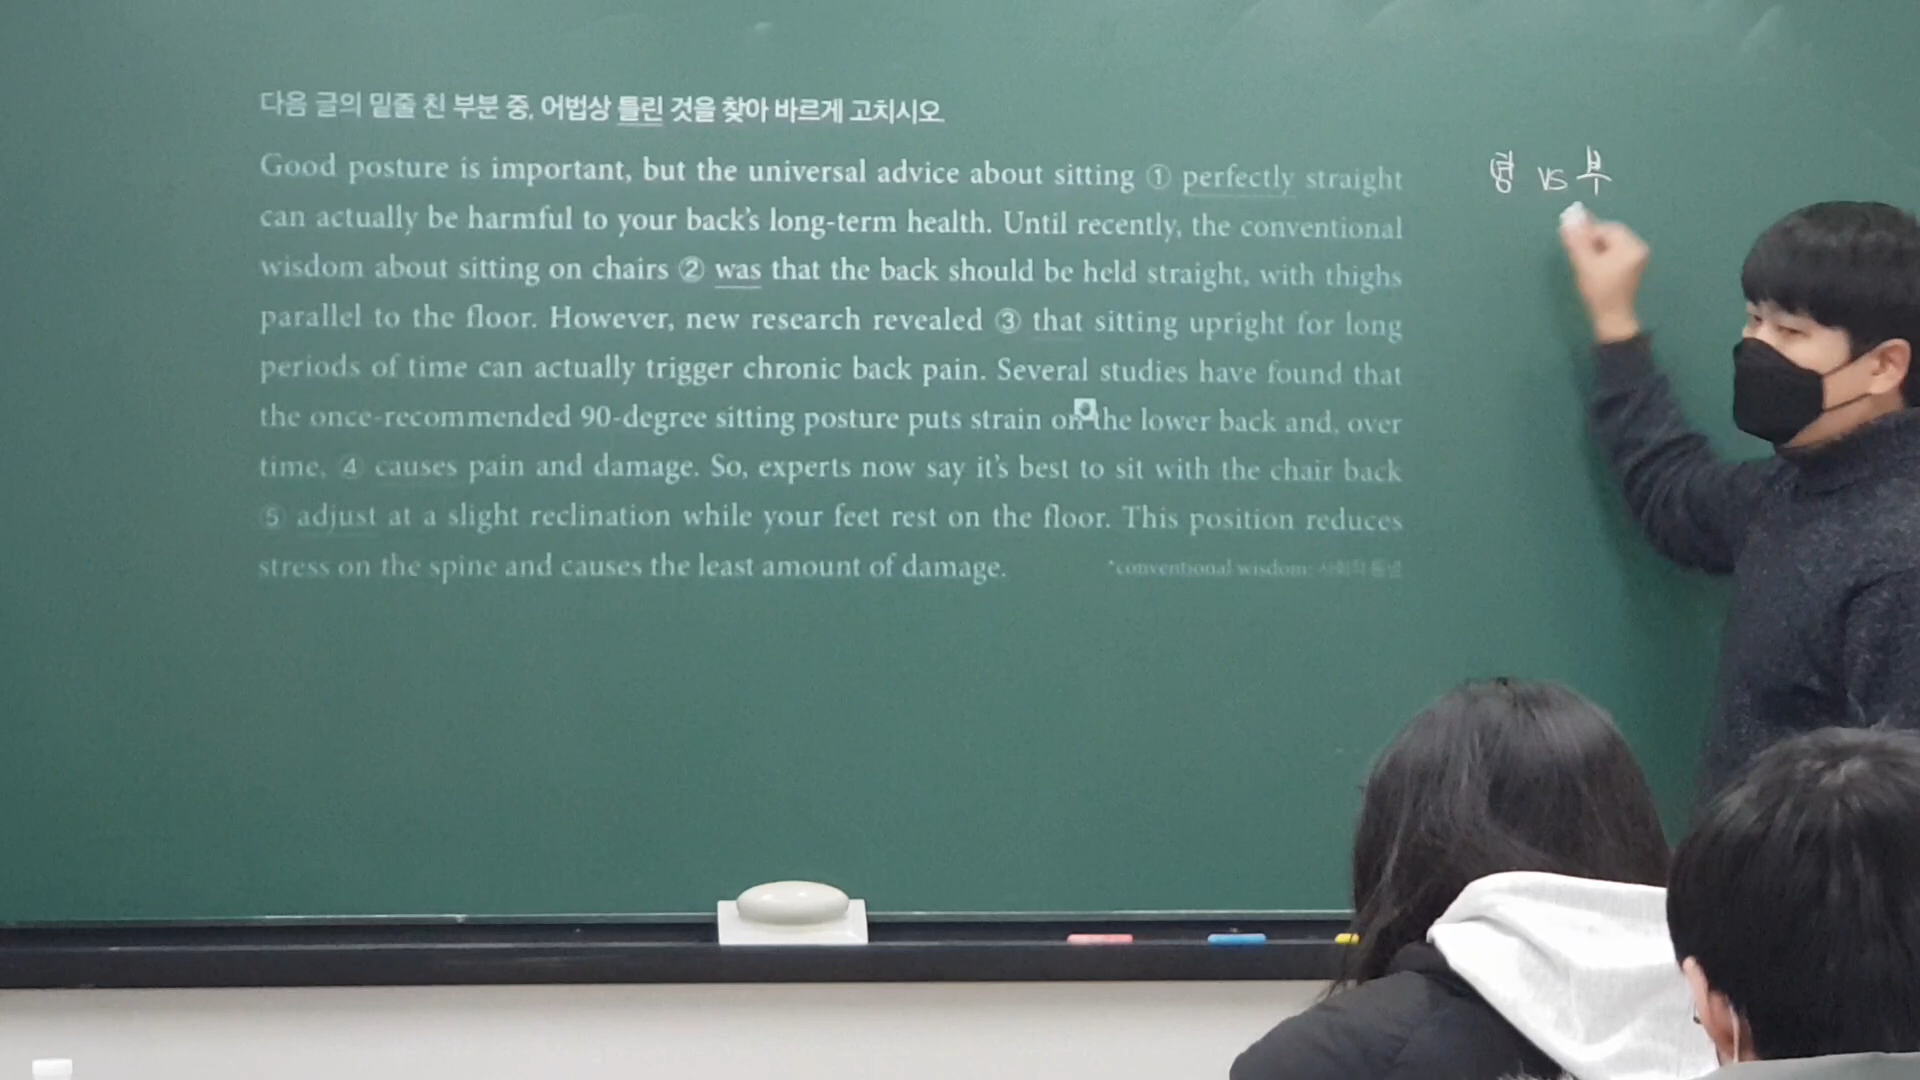 다음 글의 밑줄 친 부분 중, 어법상 틀린 것을 찾아 바르게 고치시오.
Good posture is important, but the universal advice about sitting ① perfectly straight
can actually be harmful to your back's long-term health. Until recently, the conventional
wisdom about sitting on chairs ② was that the back should be held straight, with thighs
parallel to the floor. However, new research revealed ③ that sitting upright for long
periods of time can actually trigger chronic back pain. Several studies have found that
the once-recommended 90-degree sitting posture puts strain on the lower back and, over
time, ④ causes pain and damage. So, experts now say it's best to sit with the chair back
⑤ adjust at a slight reclination while your feet rest on the floor. This position reduces
stress on the spine and causes the least amount of damage.
*conventional wisdom: 사회적 통념
형 vs 부